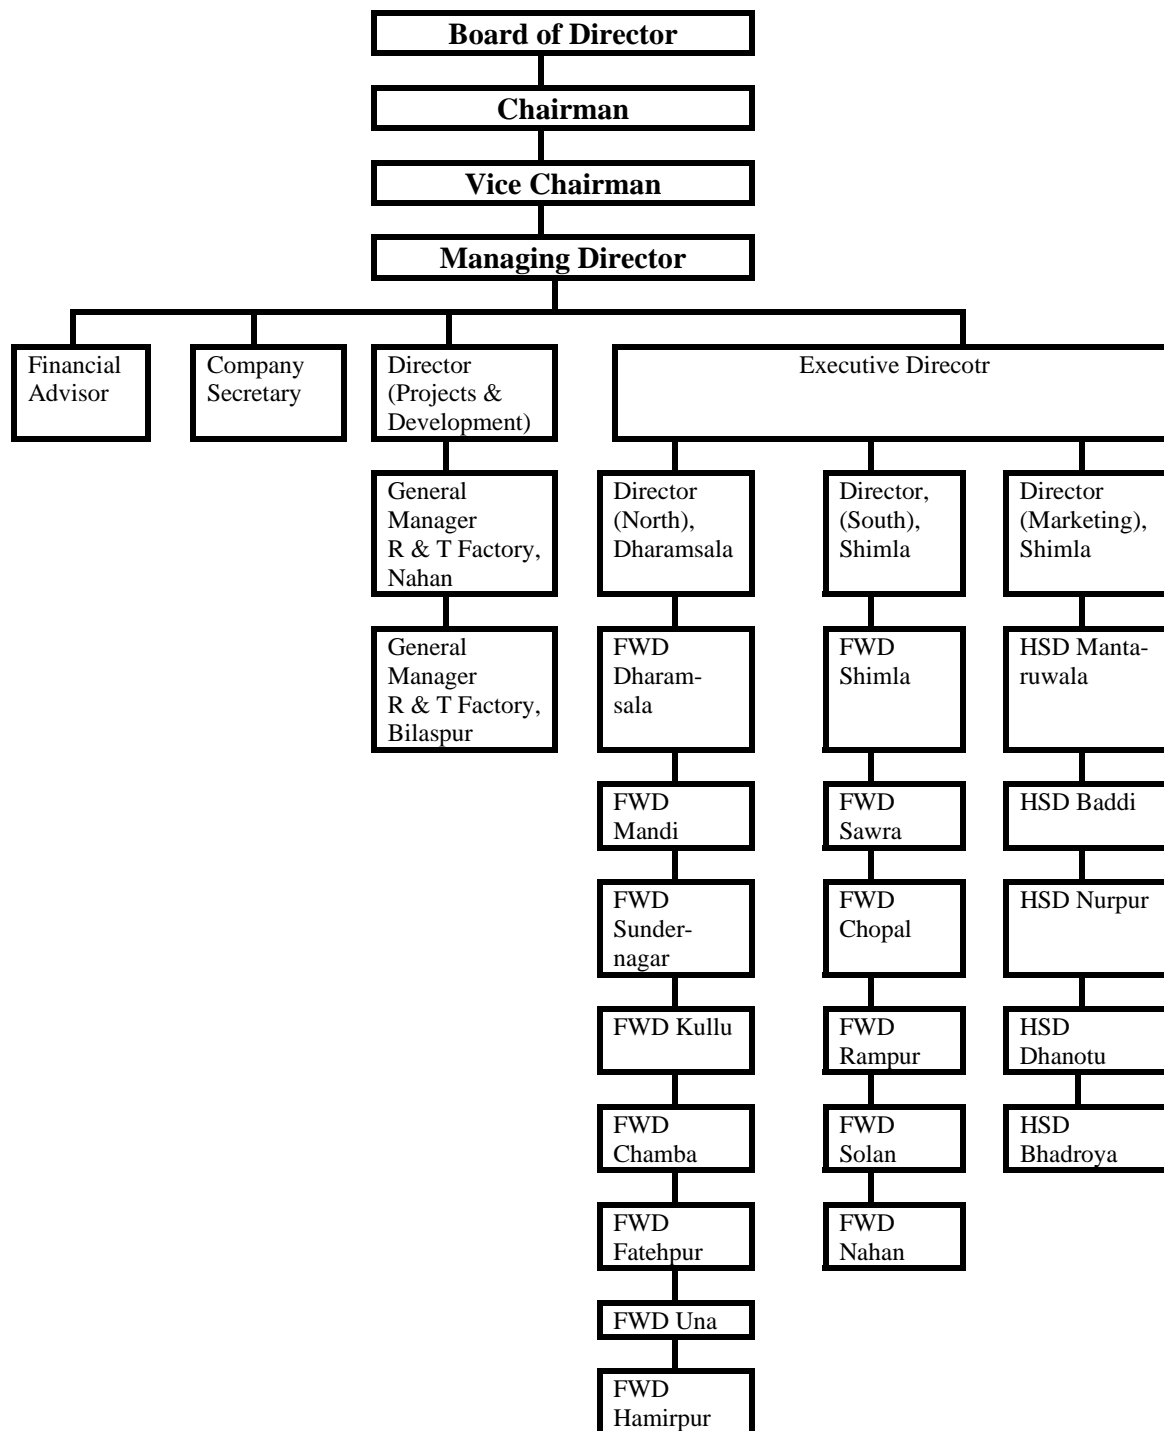 Board of Director
Chairman
Vice Chairman
Managing Director
Financial
Advisor
Company
Secretary
Director
(Projects &
Development)
Executive Direcotr
General
Manager
R & T Factory,
Nahan
Director
(North),
Dharamsala
Director,
(South),
Shimla
Director
(Marketing),
Shimla
General
Manager
R & T Factory,
Bilaspur
FWD
Dharam-
sala
FWD
Shimla
HSD Manta-
ruwala
FWD
Mandi
FWD
Sawra
HSD Baddi
FWD
Sunder-
nagar
FWD
Chopal
HSD Nurpur
FWD Kullu
FWD
Rampur
HSD
Dhanotu
FWD
Chamba
FWD
Solan
HSD
Bhadroya
FWD
Fatehpur
FWD
Nahan
FWD Una
FWD
Hamirpur